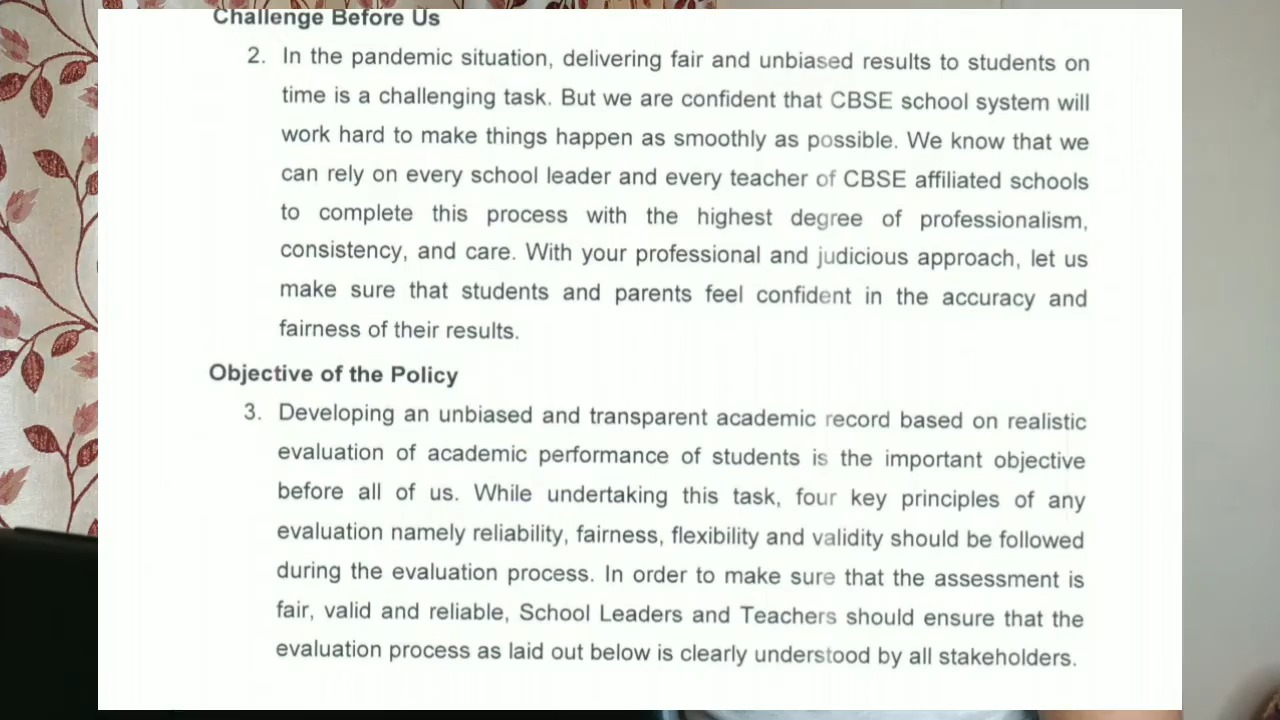 Challenge Before Us
2. In the pandemic situation, delivering fair and unbiased results to students on
time is a challenging task. But we are confident that CBSE school system will
work hard to make things happen as smoothly as possible. We know that we
can rely on every school leader and every teacher of CBSE affiliated schools
to complete this process with the highest degree of professionalism,
consistency, and care. With your professional and judicious approach, let us
make sure that students and parents feel confident in the accuracy and
fairness of their results.
Objective of the Policy
3. Developing an unbiased and transparent academic record based on realistic
evaluation of academic performance of students is the important objective
before all of us. While undertaking this task, four key principles of any
evaluation namely reliability, fairness, flexibility and validity should be followed
during the evaluation process. In order to make sure that the assessment is
fair, valid and reliable, School Leaders and Teachers should ensure that the
evaluation process as laid out below is clearly understood by all stakeholders.